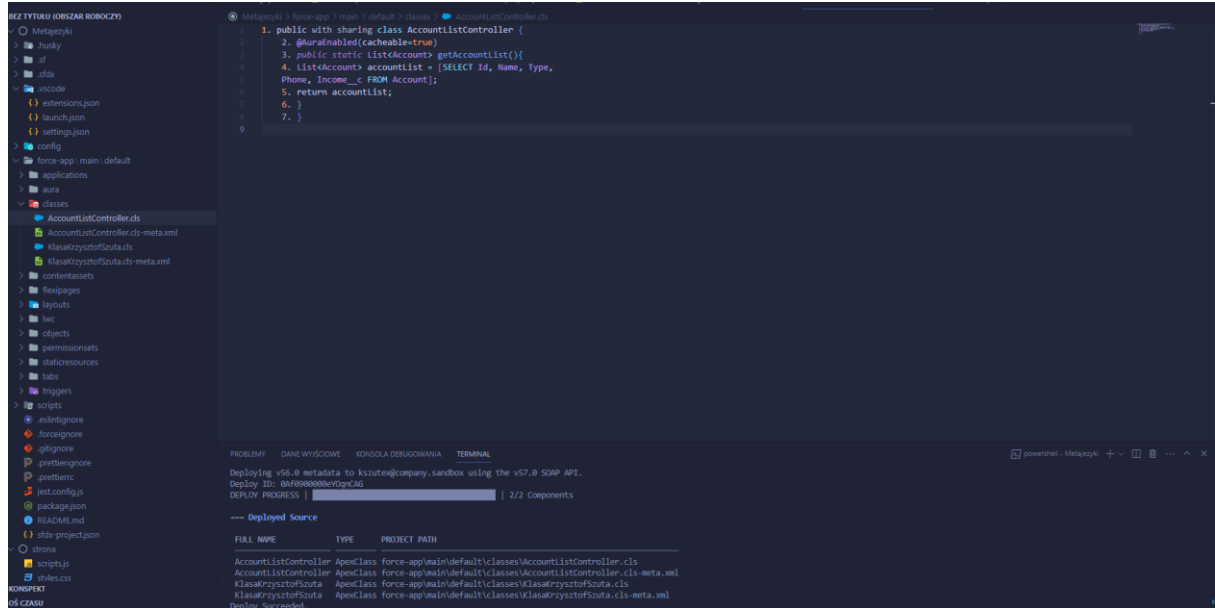 BEZ TYTUŁU (OBSZAR ROBOCZY)
Metajezyki
.husky
.sf
.sfdx
.vscode
extensions.json
launch.json
settings.json
config
force-app \ main \ default
applications
aura
classes
AccountListController.cls
AccountListController.cls-meta.xml
KlasaKrzysztofSzuta.cls
KlasaKrzysztofSzuta.cls-meta.xml
contentassets
flexipages
layouts
lwc
objects
permissionsets
staticresources
tabs
triggers
scripts
.eslintignore
.forceignore
.gitignore
.prettierignore
.prettierrc
jest.config.js
package.json
README.md
sfdx-project.json
strona
scripts.js
styles.css
KONSPEKT
OŚ CZASU
Metajezyki > force-app > main > default > classes > AccountListController.cls
1 1. public with sharing class AccountListController {
2 2. @AuraEnabled(cacheable=true)
3 3. public static List<Account> getAccountList(){
4 4. List<Account> accountList = [SELECT Id, Name, Type,
5 Phone, Income__c FROM Account];
6 5. return accountList;
7 6. }
8 7. }
9
PROBLEMY DANE WYJŚCIOWE KONSOLA DEBUGOWANIA TERMINAL
powershell - Metajezyki
Deploying v56.0 metadata to kszutex@company.sandbox using the v57.0 SOAP API.
Deploy ID: 0Af0900000eYOqnCAG
DEPLOY PROGRESS | | 2/2 Components
=== Deployed Source
FULL NAME TYPE PROJECT PATH
AccountListController ApexClass force-app\main\default\classes\AccountListController.cls
AccountListController ApexClass force-app\main\default\classes\AccountListController.cls-meta.xml
KlasaKrzysztofSzuta ApexClass force-app\main\default\classes\KlasaKrzysztofSzuta.cls
KlasaKrzysztofSzuta ApexClass force-app\main\default\classes\KlasaKrzysztofSzuta.cls-meta.xml
Deploy Succeeded.